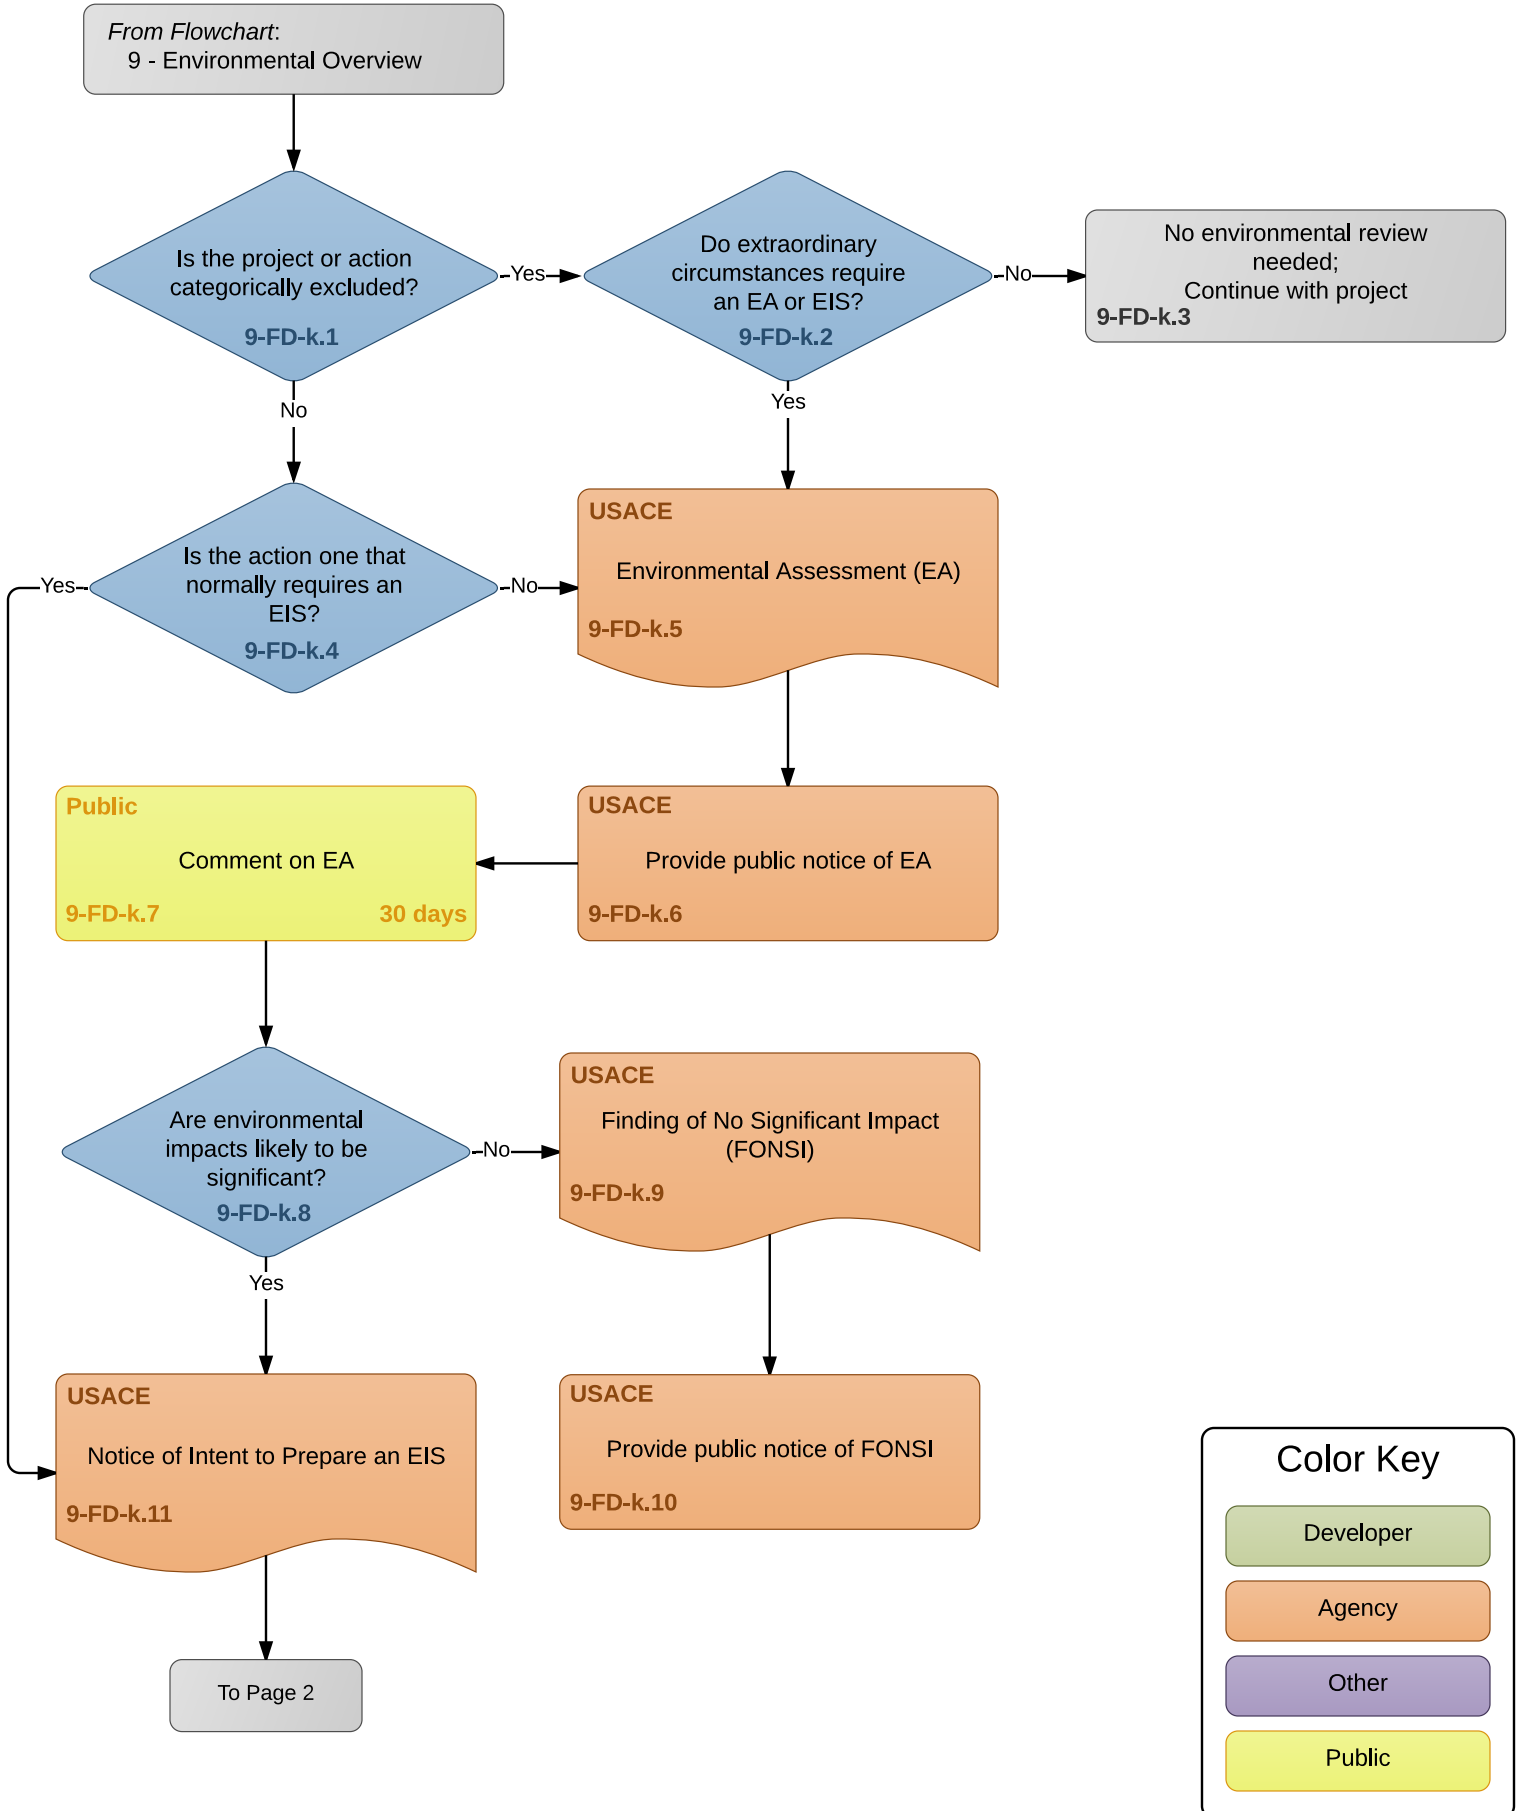 From Flowchart:
9 - Environmental Overview
Is the project or action
categorically excluded?
9-FD-k.1
Yes
Do extraordinary
circumstances require
an EA or EIS?
9-FD-k.2
No
No environmental review
needed;
Continue with project
9-FD-k.3
No
Yes
Is the action one that
normally requires an
EIS?
9-FD-k.4
Yes
No
USACE
Environmental Assessment (EA)
9-FD-k.5
Public
Comment on EA
9-FD-k.7
30 days
USACE
Provide public notice of EA
9-FD-k.6
Are environmental
impacts likely to be
significant?
9-FD-k.8
No
USACE
Finding of No Significant Impact
(FONSI)
9-FD-k.9
Yes
USACE
Notice of Intent to Prepare an EIS
9-FD-k.11
USACE
Provide public notice of FONSI
9-FD-k.10
To Page 2
Color Key
Developer
Agency
Other
Public